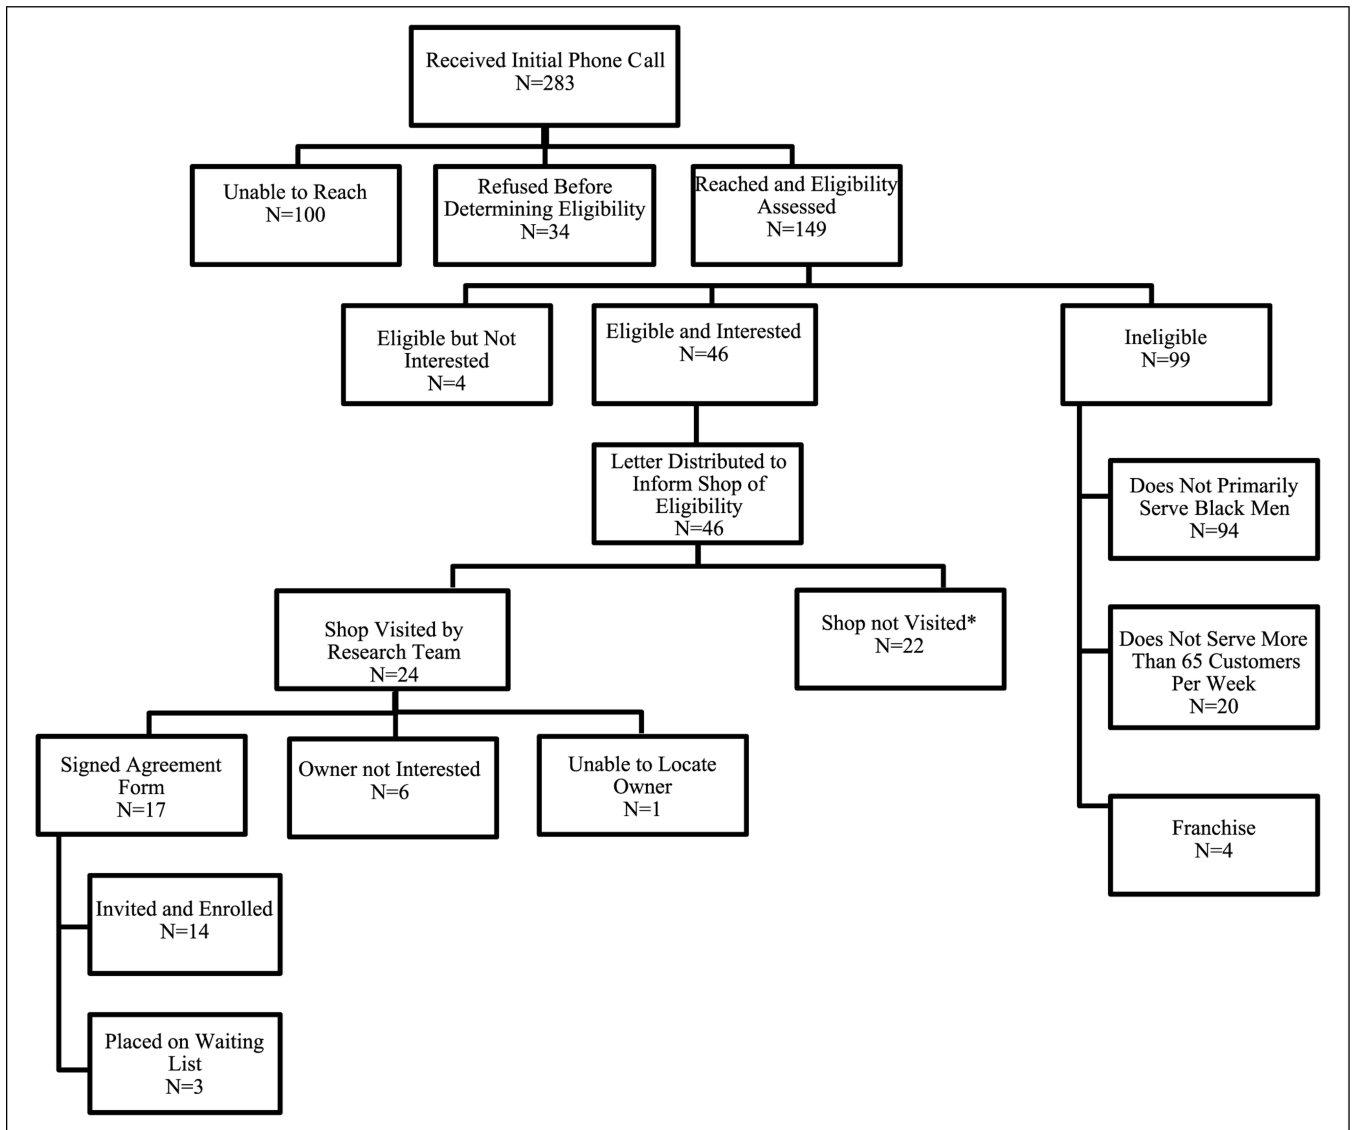 Received Initial Phone Call
N=283
Unable to Reach
N=100
Refused Before
Determining Eligibility
N=34
Reached and Eligibility
Assessed
N=149
Eligible but Not
Interested
N=4
Eligible and Interested
N=46
Ineligible
N=99
Letter Distributed to
Inform Shop of
Eligibility
N=46
Does Not Primarily
Serve Black Men
N=94
Shop Visited by
Research Team
N=24
Shop not Visited*
N=22
Does Not Serve More
Than 65 Customers
Per Week
N=20
Signed Agreement
Form
N=17
Owner not Interested
N=6
Unable to Locate
Owner
N=1
Franchise
N=4
Invited and Enrolled
N=14
Placed on Waiting
List
N=3